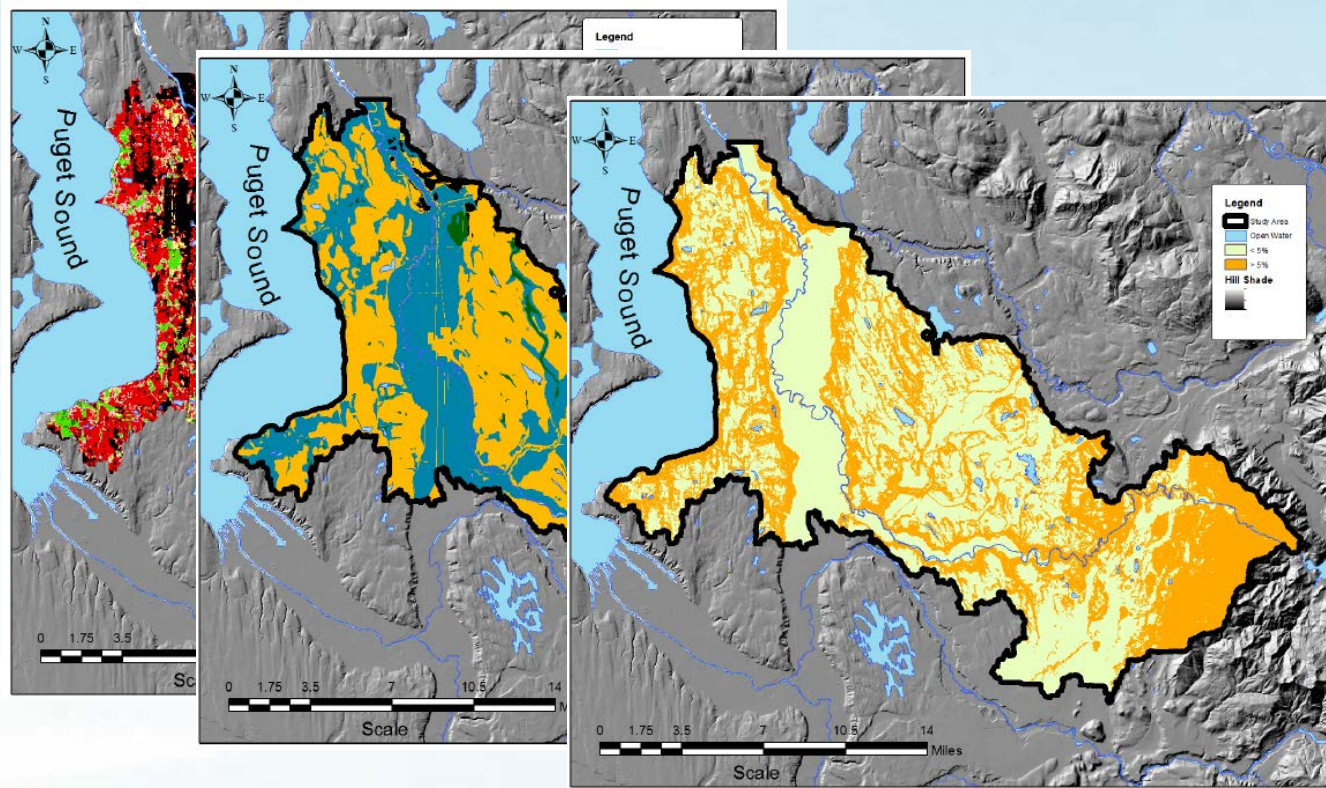 Legend
N
W E
S
Puget Sound
0 1.75 3.5
N
W E
S
Puget Sound
0 1.75 3.5 7 10.5 14
Scale
N
W E
S
Puget Sound
Legend
Study Area
Open Water
< 5%
> 5%
Hill Shade
0 1.75 3.5 7 10.5 14
Miles
Scale